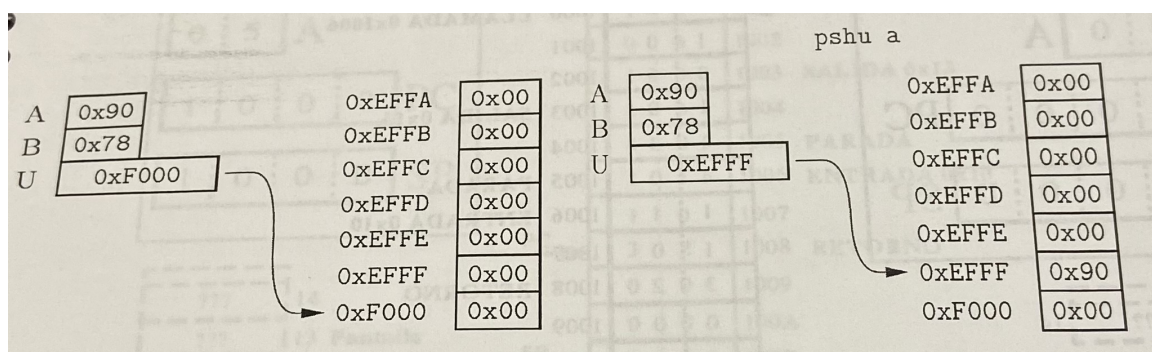 pshu a
A 0x90
B 0x78
U 0xF000
0xEFFA 0x00
0xEFFB 0x00
0xEFFC 0x00
0xEFFD 0x00
0xEFFE 0x00
0xEFFF 0x00
0xF000 0x00
A 0x90
B 0x78
U 0xEFFF
0xEFFA 0x00
0xEFFB 0x00
0xEFFC 0x00
0xEFFD 0x00
0xEFFE 0x00
0xEFFF 0x90
0xF000 0x00